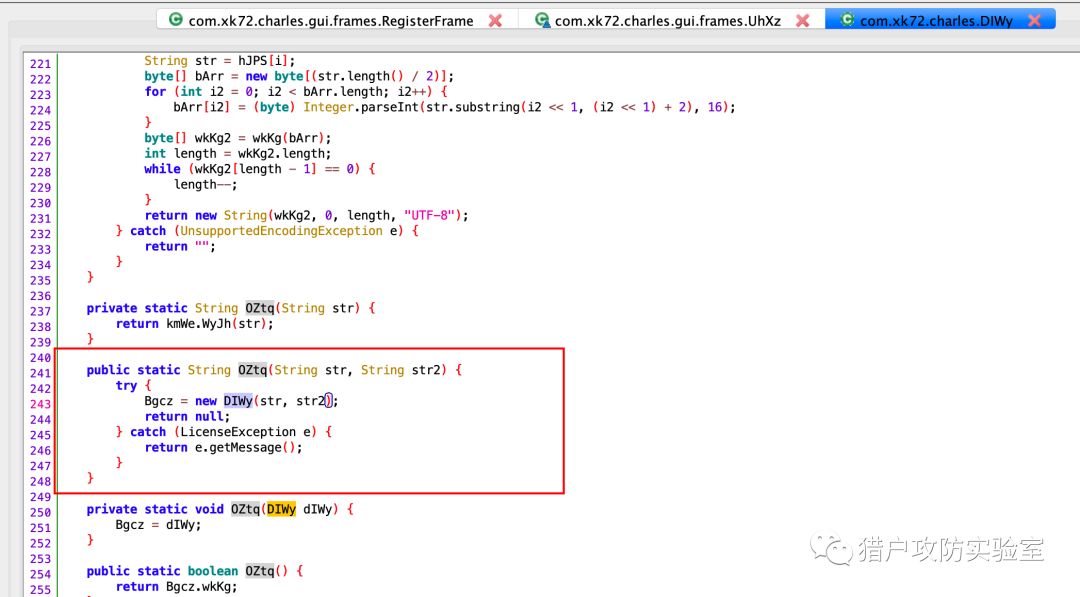 com.xk72.charles.gui.frames.RegisterFrame com.xk72.charles.gui.frames.UhXz com.xk72.charles.DIWy
221 String str = hJPS[i];
222 byte[] bArr = new byte[(str.length() / 2)];
223 for (int i2 = 0; i2 < bArr.length; i2++) {
224 bArr[i2] = (byte) Integer.parseInt(str.substring(i2 << 1, (i2 << 1) + 2), 16);
225 }
226 byte[] wkKg2 = wkKg(bArr);
227 int length = wkKg2.length;
228 while (wkKg2[length - 1] == 0) {
229 length--;
230 }
231 return new String(wkKg2, 0, length, "UTF-8");
232 } catch (UnsupportedEncodingException e) {
233 return "";
234 }
235 }
236
237 private static String OZtq(String str) {
238 return kmWe.WyJh(str);
239 }
240
241 public static String OZtq(String str, String str2) {
242 try {
243 Bgcz = new DIWy(str, str2);
244 return null;
245 } catch (LicenseException e) {
246 return e.getMessage();
247 }
248 }
249
250 private static void OZtq(DIWy dIWy) {
251 Bgcz = dIWy;
252 }
253
254 public static boolean OZtq() {
255 return Bgcz.wkKg;
猎户攻防实验室